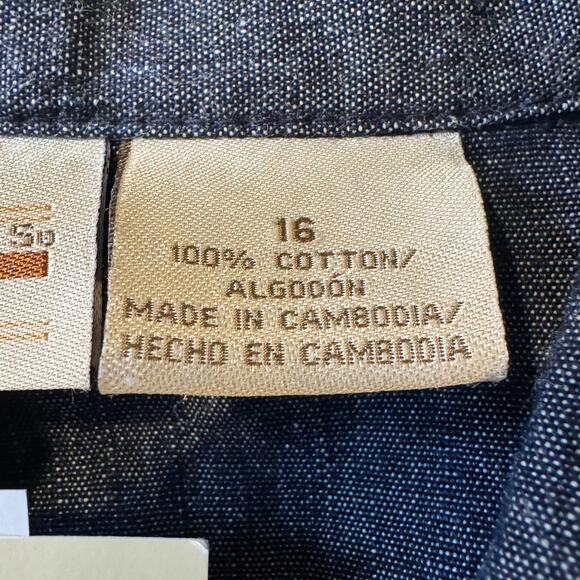 16
100% COTTON/
ALGODÓN
MADE IN CAMBODIA/
HECHO EN CAMBODIA